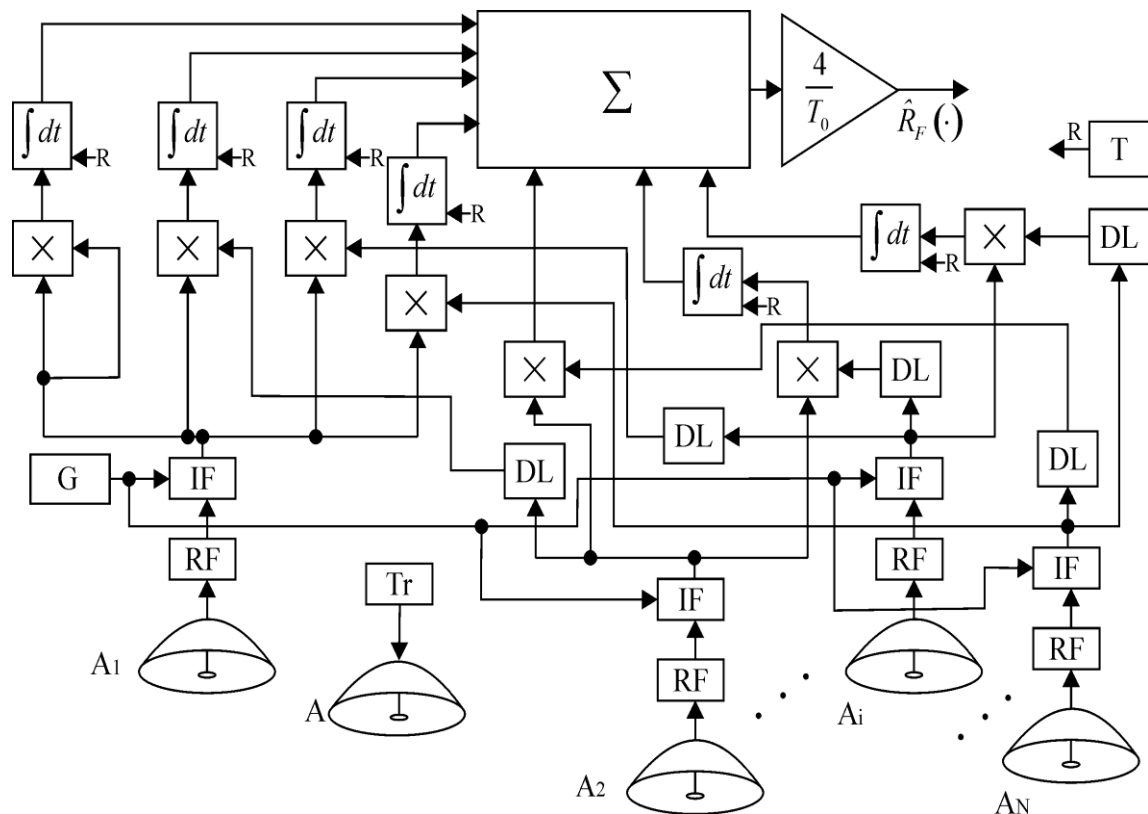 Σ
4
T0
R̂F (·)
∫dt
R
∫dt
R
∫dt
R
∫dt
R
R
T
×
×
×
∫dt
R
×
DL
×
∫dt
R
×
×
DL
DL
DL
DL
G
IF
IF
RF
RF
IF
Tr
IF
RF
A1
RF
A
Ai
A2
AN